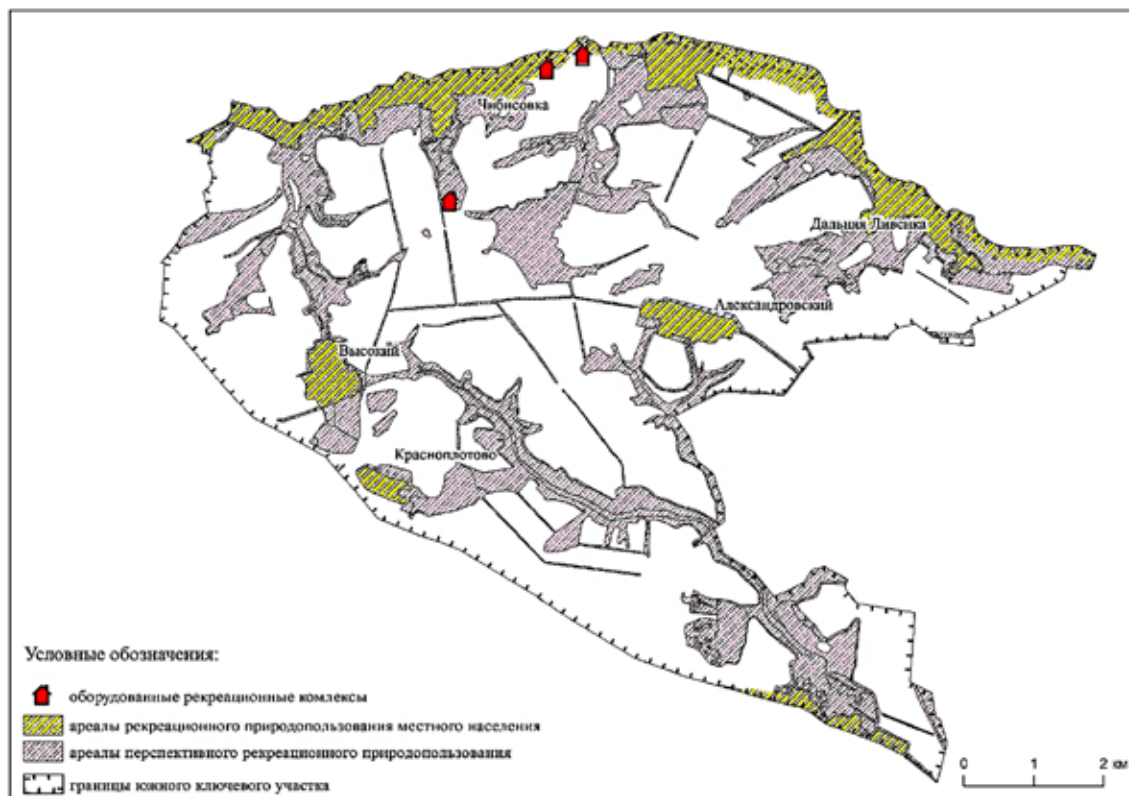 Чибисовка
Дальняя Ливенка
Александровский
Высокий
Красноплотово
Условные обозначения:
оборудованные рекреационные комлексы
ареалы рекреационного природопользования местного населения
ареалы перспективного рекреационного природопользования
границы южного ключевого участка
0 1 2 км